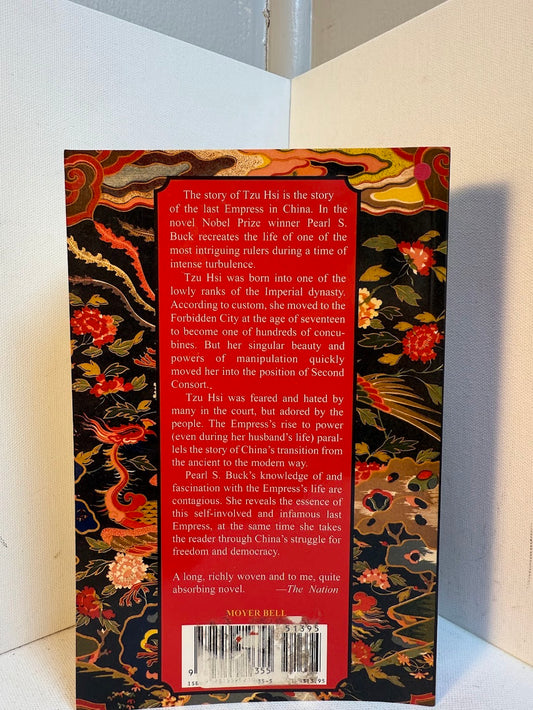 The story of Tzu Hsi is the story
of the last Empress in China. In the
novel Nobel Prize winner Pearl S.
Buck recreates the life of one of the
most intriguing rulers during a time of
intense turbulence.
Tzu Hsi was born into one of the
lowly ranks of the Imperial dynasty.
According to custom, she moved to the
Forbidden City at the age of seventeen
to become one of hundreds of concu-
bines. But her singular beauty and
powers of manipulation quickly
moved her into the position of Second
Consort.
Tzu Hsi was feared and hated by
many in the court, but adored by the
people. The Empress's rise to power
(even during her husband's life) paral-
lels the story of China's transition from
the ancient to the modern way.
Pearl S. Buck's knowledge of and
fascination with the Empress's life are
contagious. She reveals the essence of
this self-involved and infamous last
Empress, at the same time she takes
the reader through China's struggle for
freedom and democracy.
A long, richly woven and to me, quite
absorbing novel. —The Nation
MOYER BELL
51395
9 355